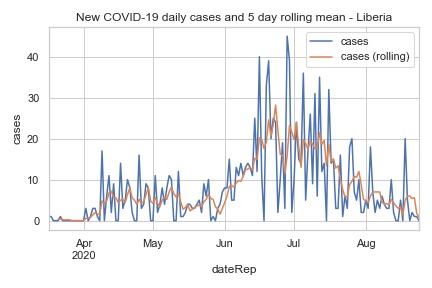 New COVID-19 daily cases and 5 day rolling mean - Liberia
cases
cases (rolling)
cases
40
30
20
10
0
Apr
2020
May
Jun
Jul
Aug
dateRep